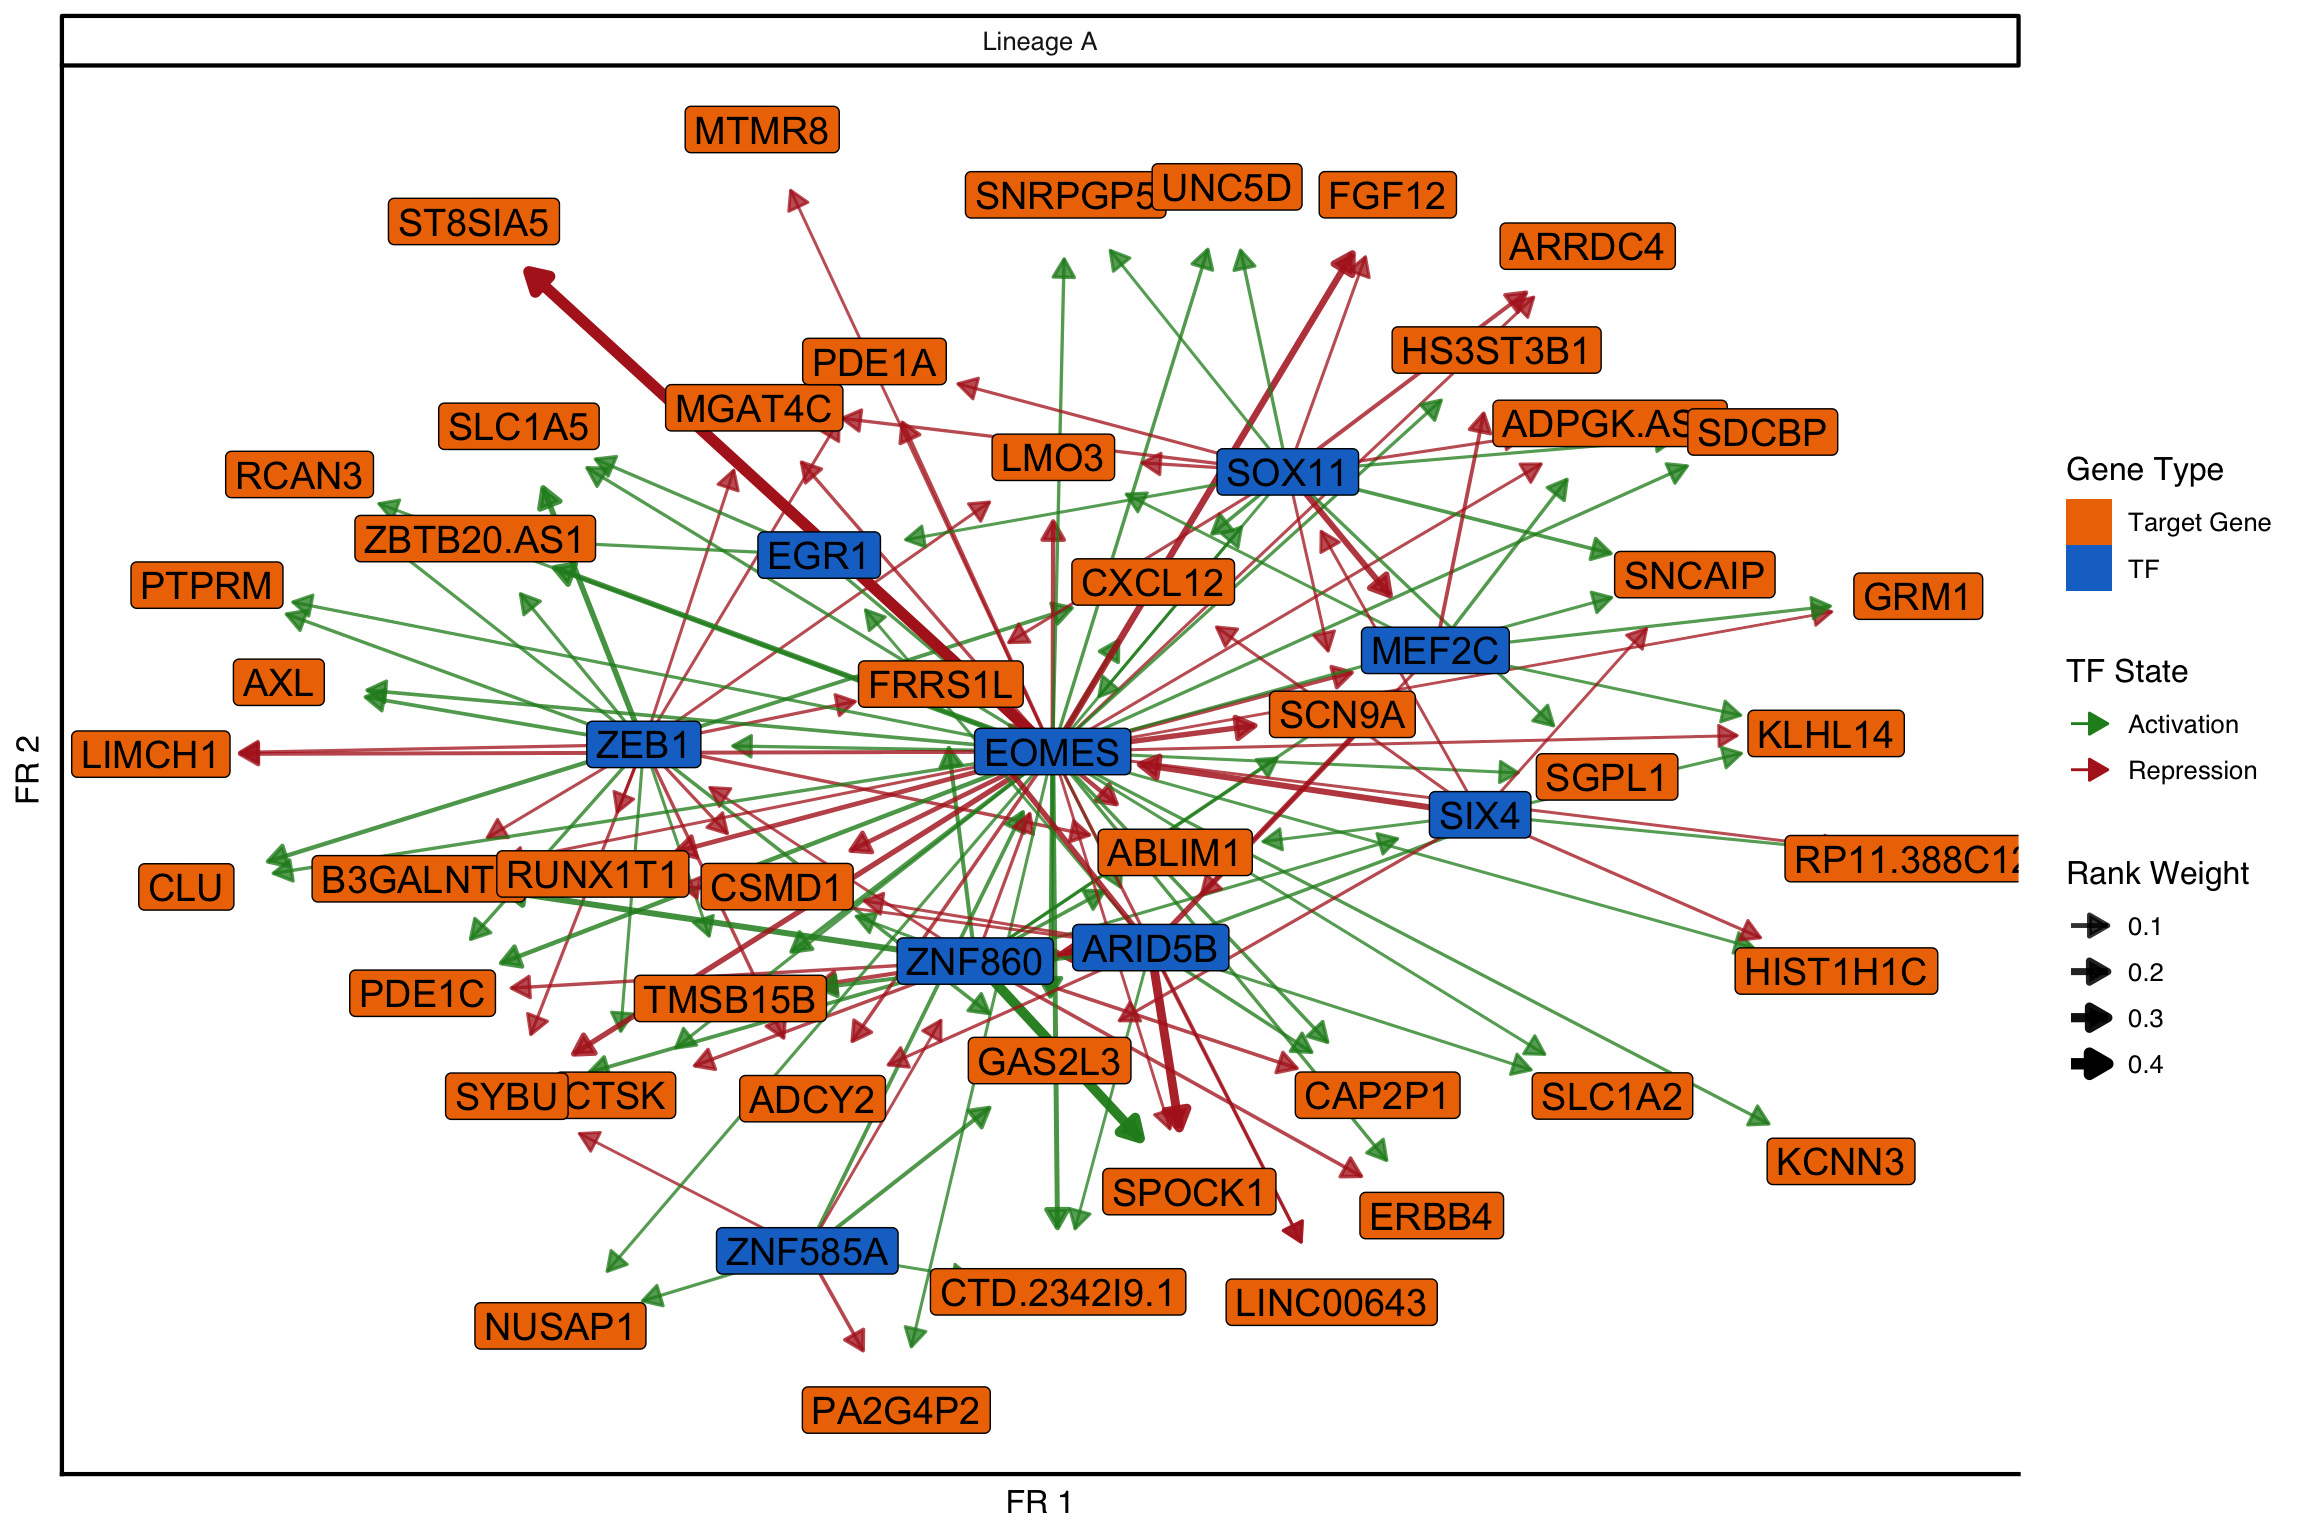 Lineage A
MTMR8
SNRPGP5
UNC5D
FGF12
ST8SIA5
ARRDC4
PDE1A
HS3ST3B1
MGAT4C
SLC1A5
ADPGK.AS
SDCBP
LMO3
RCAN3
SOX11
ZBTB20.AS1
EGR1
PTPRM
CXCL12
SNCAIP
GRM1
MEF2C
AXL
FRRS1L
SCN9A
LIMCH1
ZEB1
EOMES
KLHL14
SGPL1
SIX4
ABLIM1
RP11.388C12
CLU
B3GALNT
RUNX1T1
CSMD1
ZNF860
ARID5B
PDE1C
TMSB15B
HIST1H1C
GAS2L3
SYBU
CTSK
ADCY2
CAP2P1
SLC1A2
KCNN3
SPOCK1
ERBB4
ZNF585A
CTD.2342I9.1
LINC00643
NUSAP1
PA2G4P2
FR 1
FR 2
Gene Type
Target Gene
TF
TF State
Activation
Repression
Rank Weight
0.1
0.2
0.3
0.4